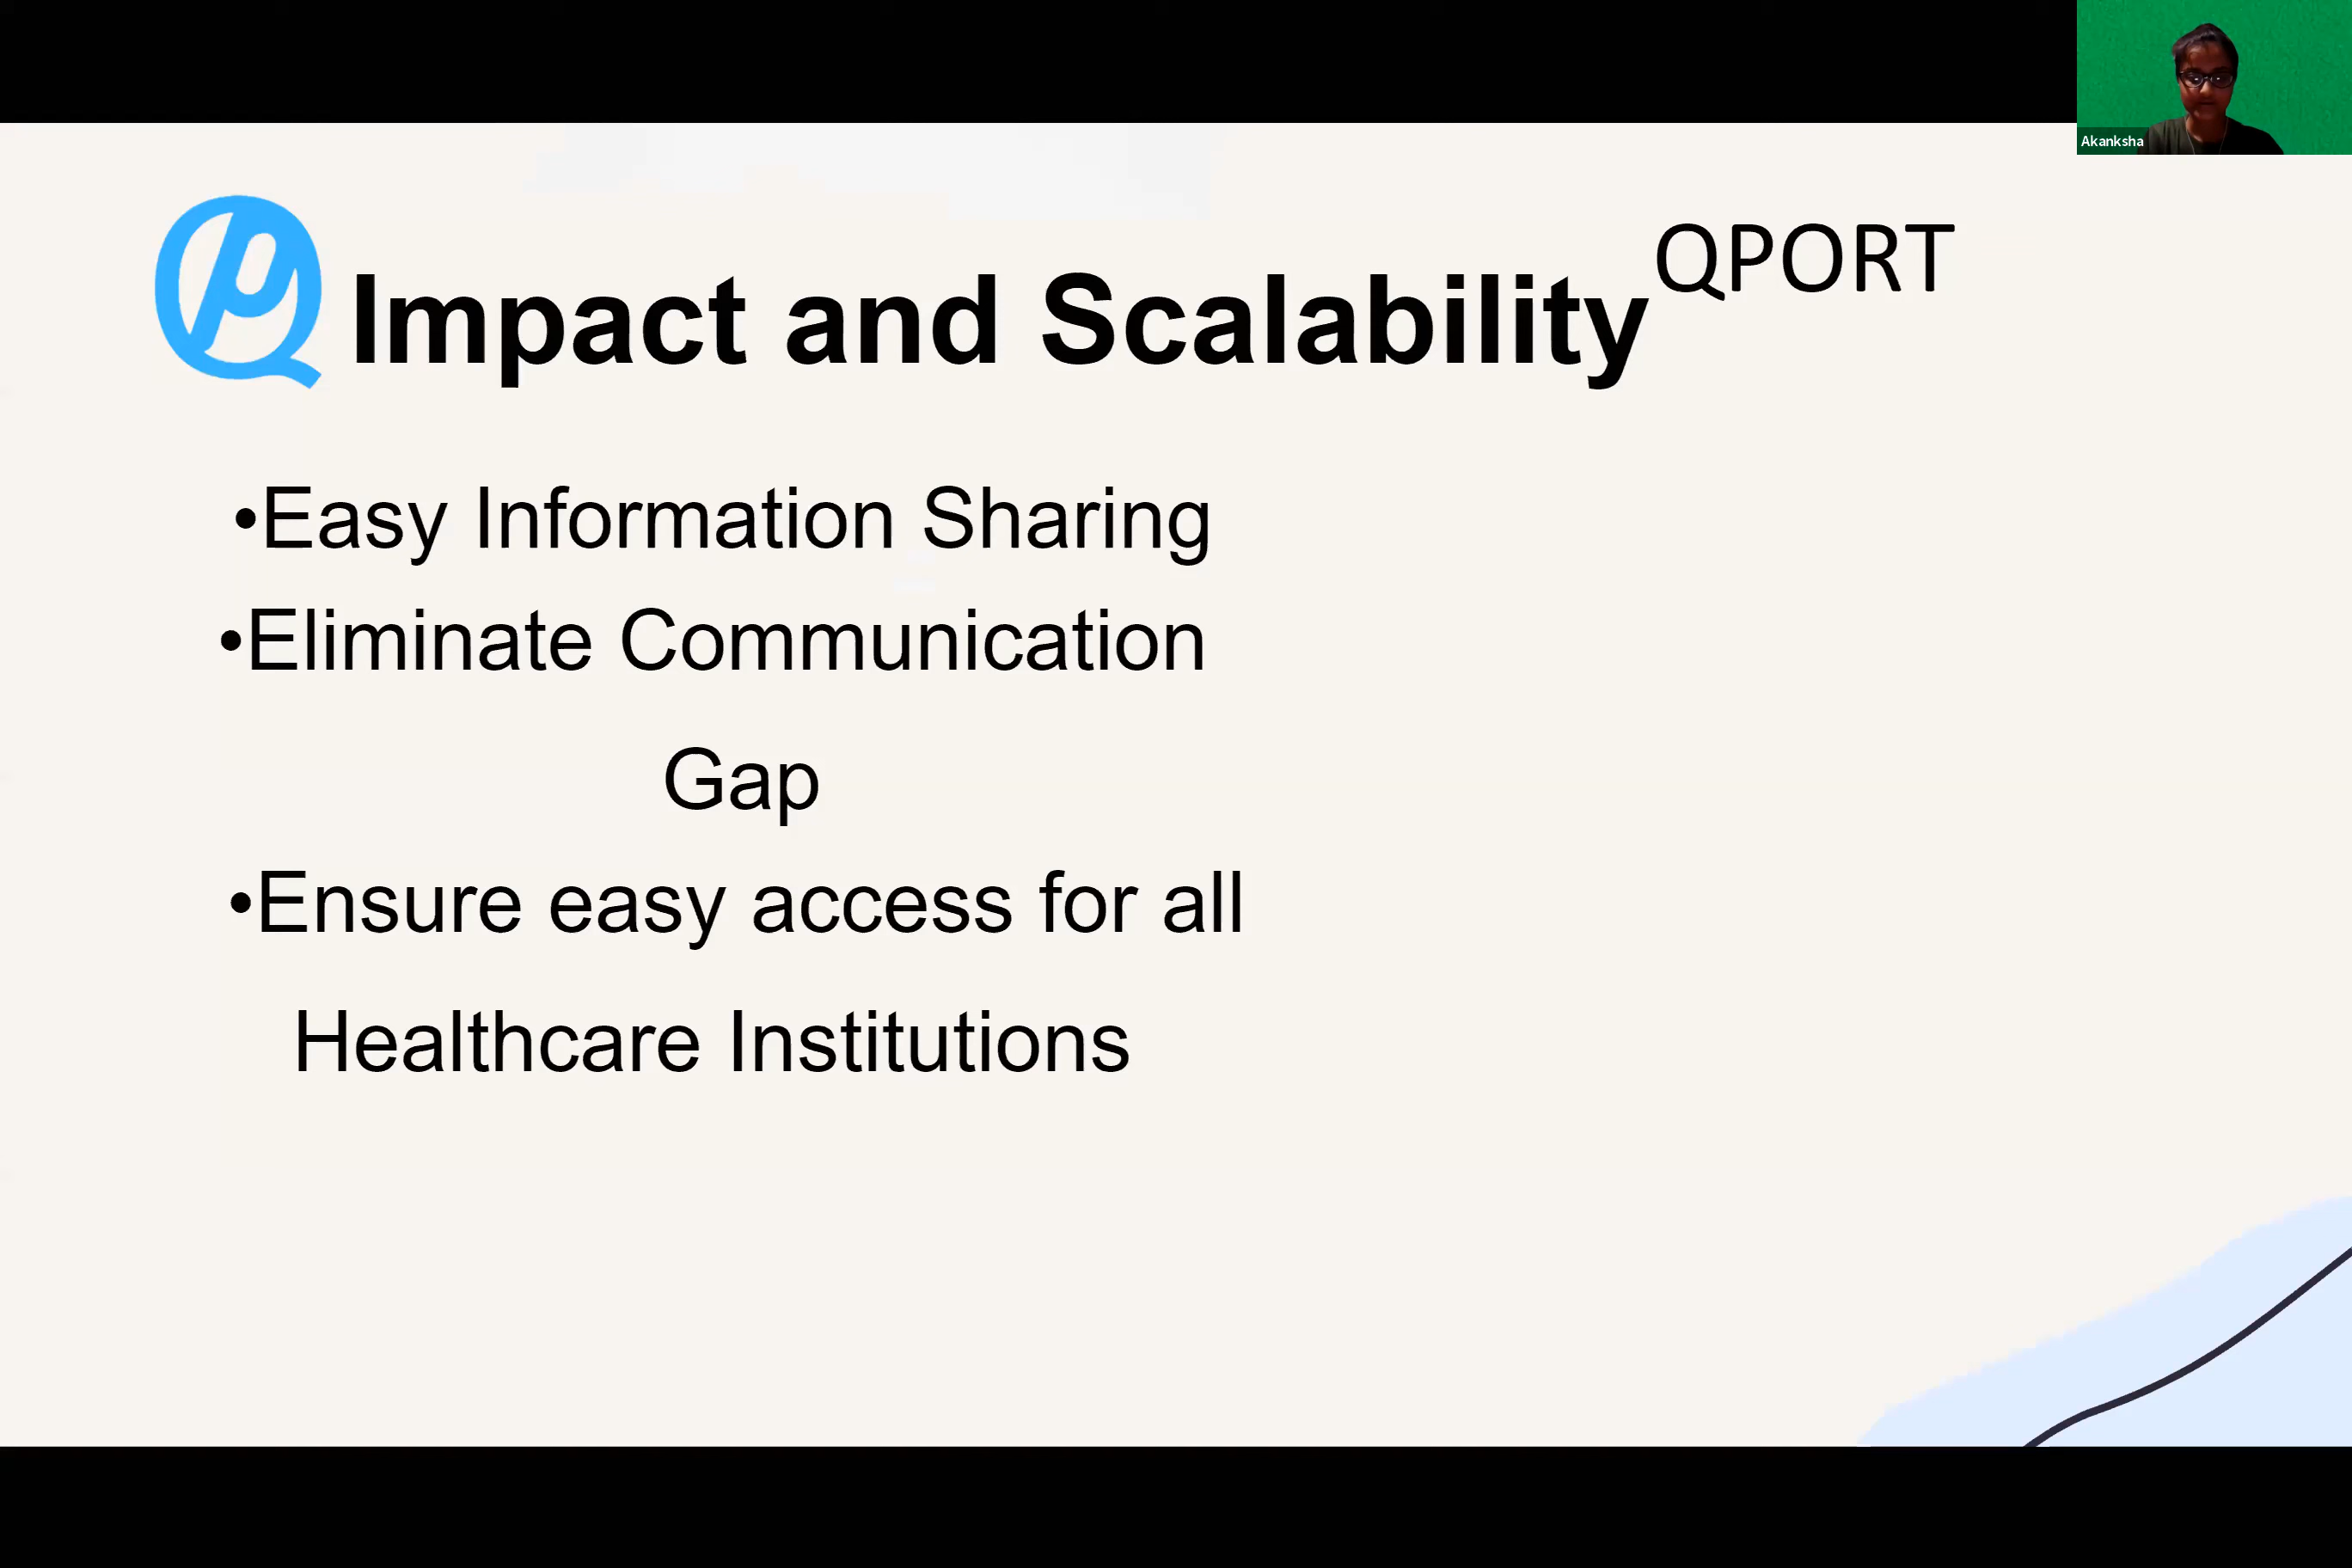 Akanksha
QPORT
Impact and Scalability
•Easy Information Sharing
•Eliminate Communication
Gap
•Ensure easy access for all
Healthcare Institutions